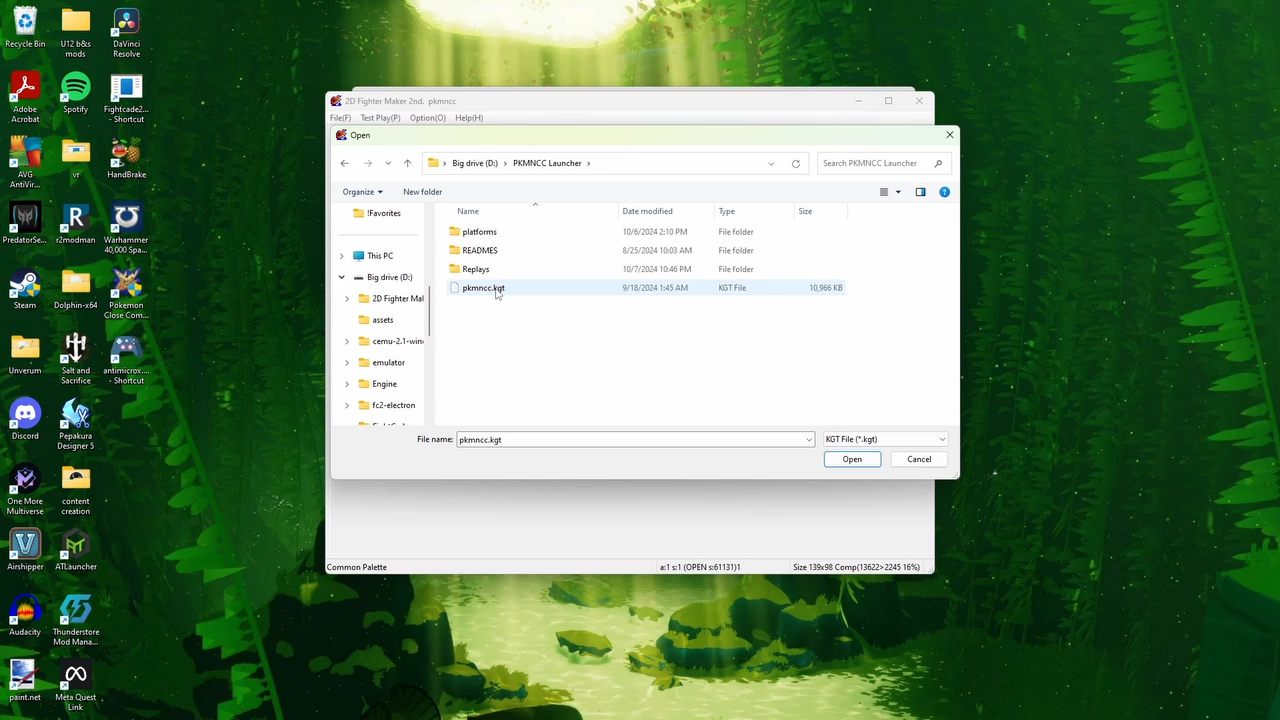 Recycle Bin
U12 b&s
mods
DaVinci
Resolve
Adobe
Acrobat
Spotify
Fightcade2...
- Shortcut
AVG
AntiVir...
vr
HandBrake
PredatorSe...
r2modman
Warhammer
40,000 Spa...
Steam
Dolphin-x64
Pokemon
Close Com...
Unverum
Salt and
Sacrifice
antimicrox....
- Shortcut
Discord
Pepakura
Designer 5
One More
Multiverse
content
creation
Airshipper
ATLauncher
Audacity
Thunderstore
Mod Mana...
paint.net
Meta Quest
Link
2D Fighter Maker 2nd. pkmncc
File(F) Test Play(P) Option(O) Help(H)
Open
Big drive (D:) PKMNCC Launcher
Search PKMNCC Launcher
Organize New folder
Name Date modified Type Size
!Favorites
This PC
Big drive (D:)
2D Fighter Mal
assets
cemu-2.1-wind
emulator
Engine
fc2-electron
platforms 10/6/2024 2:10 PM File folder
READMES 8/25/2024 10:03 AM File folder
Replays 10/7/2024 10:46 PM File folder
pkmncc.kgt 9/18/2024 1:45 AM KGT File 10,966 KB
File name: pkmncc.kgt KGT File (*.kgt)
Open Cancel
Common Palette a:1 s:1 (OPEN s:61131)1 Size 139x98 Comp(13622>2245 16%)